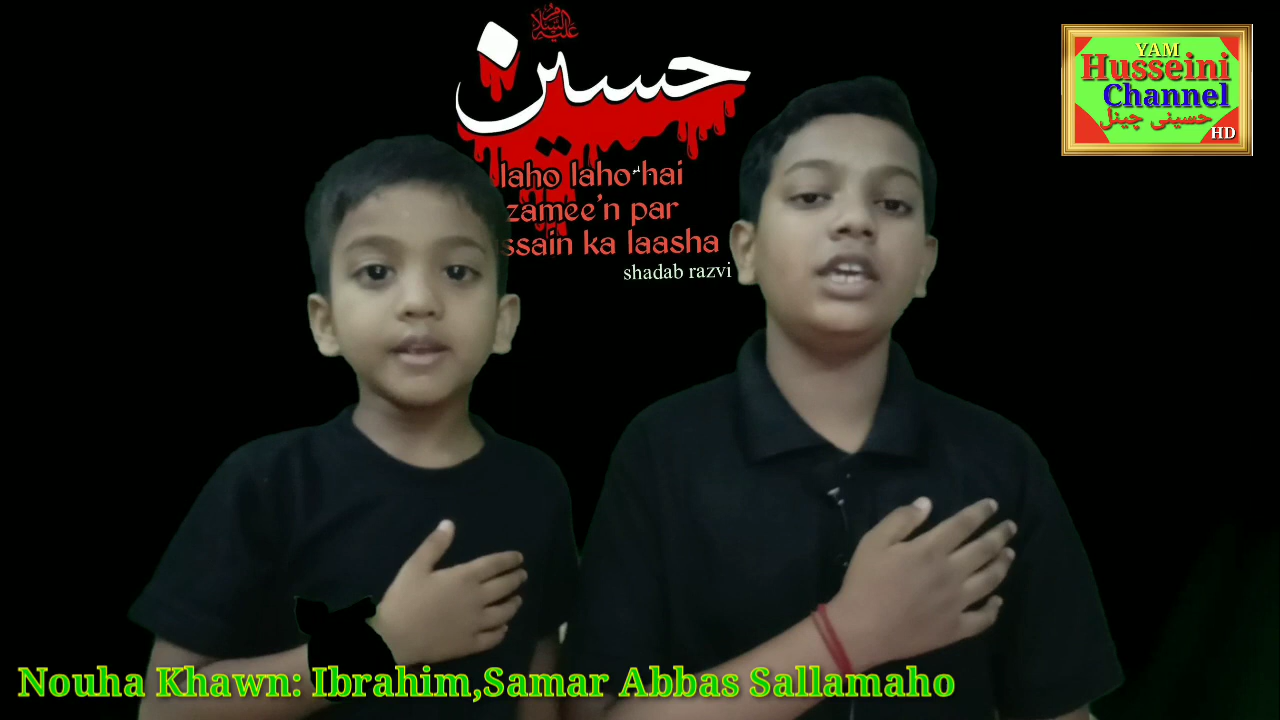 عليه السلام
حسین
laho laho hai
zamee'n par
ssain ka laasha
shadab razvi
YAM
Husseini
Channel
حسینی چینل
HD
Nouha Khawn: Ibrahim,Samar Abbas Sallamaho